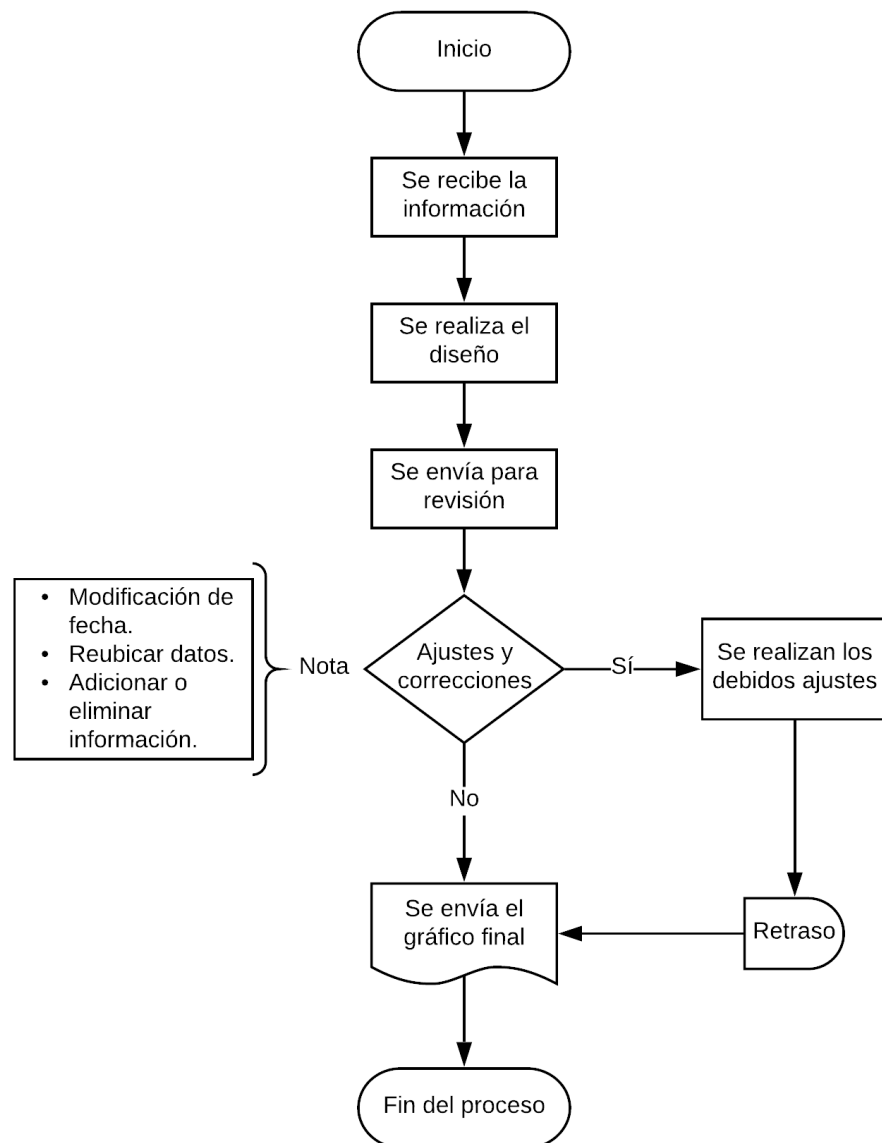 Inicio
Se recibe la
información
Se realiza el
diseño
Se envía para
revisión
• Modificación de
fecha.
• Reubicar datos.
• Adicionar o
eliminar
información.
Nota
Ajustes y
correcciones
Sí
Se realizan los
debidos ajustes
No
Se envía el
gráfico final
Retraso
Fin del proceso